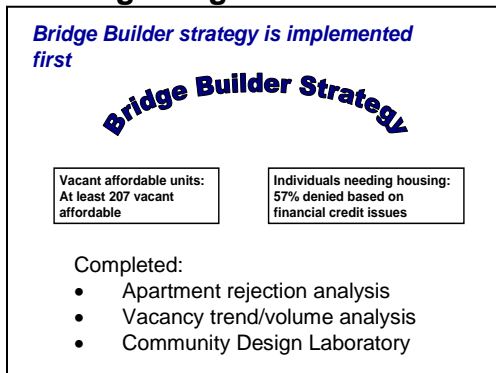 Bridge Builder strategy is implemented
first
Bridge Builder Strategy
Vacant affordable units:
At least 207 vacant
affordable
Individuals needing housing:
57% denied based on
financial credit issues
Completed:
• Apartment rejection analysis
• Vacancy trend/volume analysis
• Community Design Laboratory